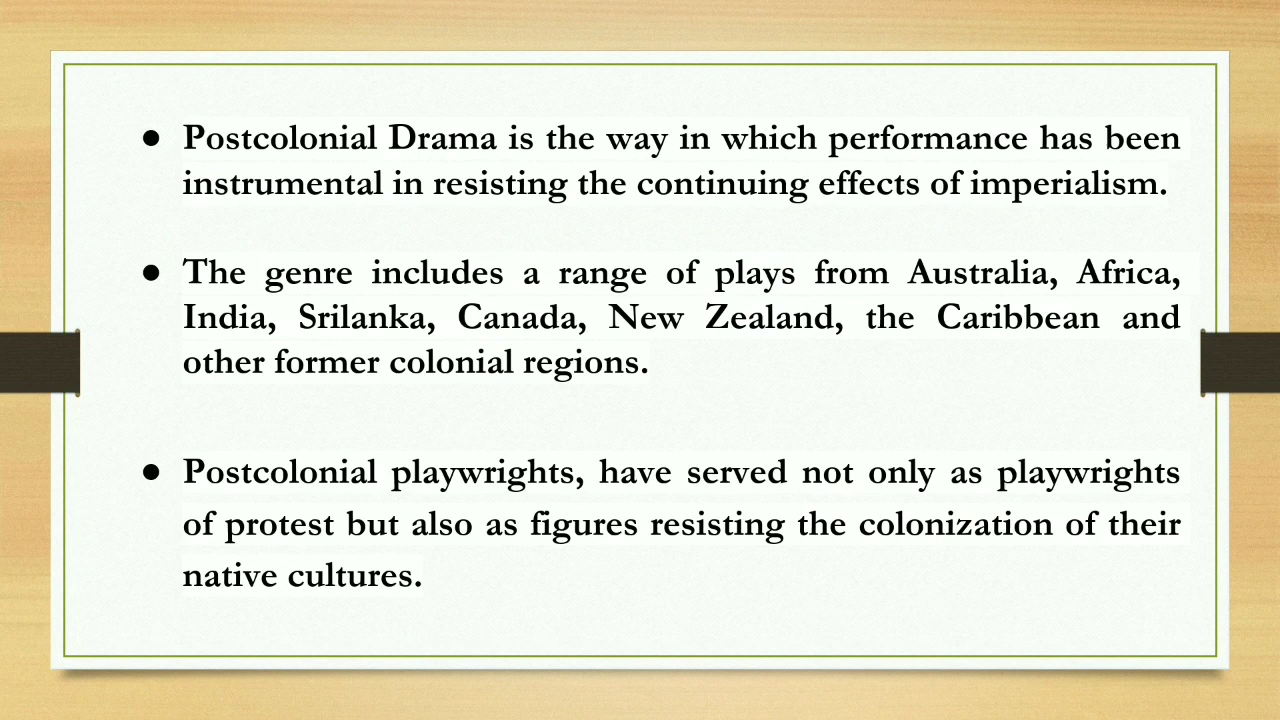 ● Postcolonial Drama is the way in which performance has been
instrumental in resisting the continuing effects of imperialism.
● The genre includes a range of plays from Australia, Africa,
India, Srilanka, Canada, New Zealand, the Caribbean and
other former colonial regions.
● Postcolonial playwrights, have served not only as playwrights
of protest but also as figures resisting the colonization of their
native cultures.